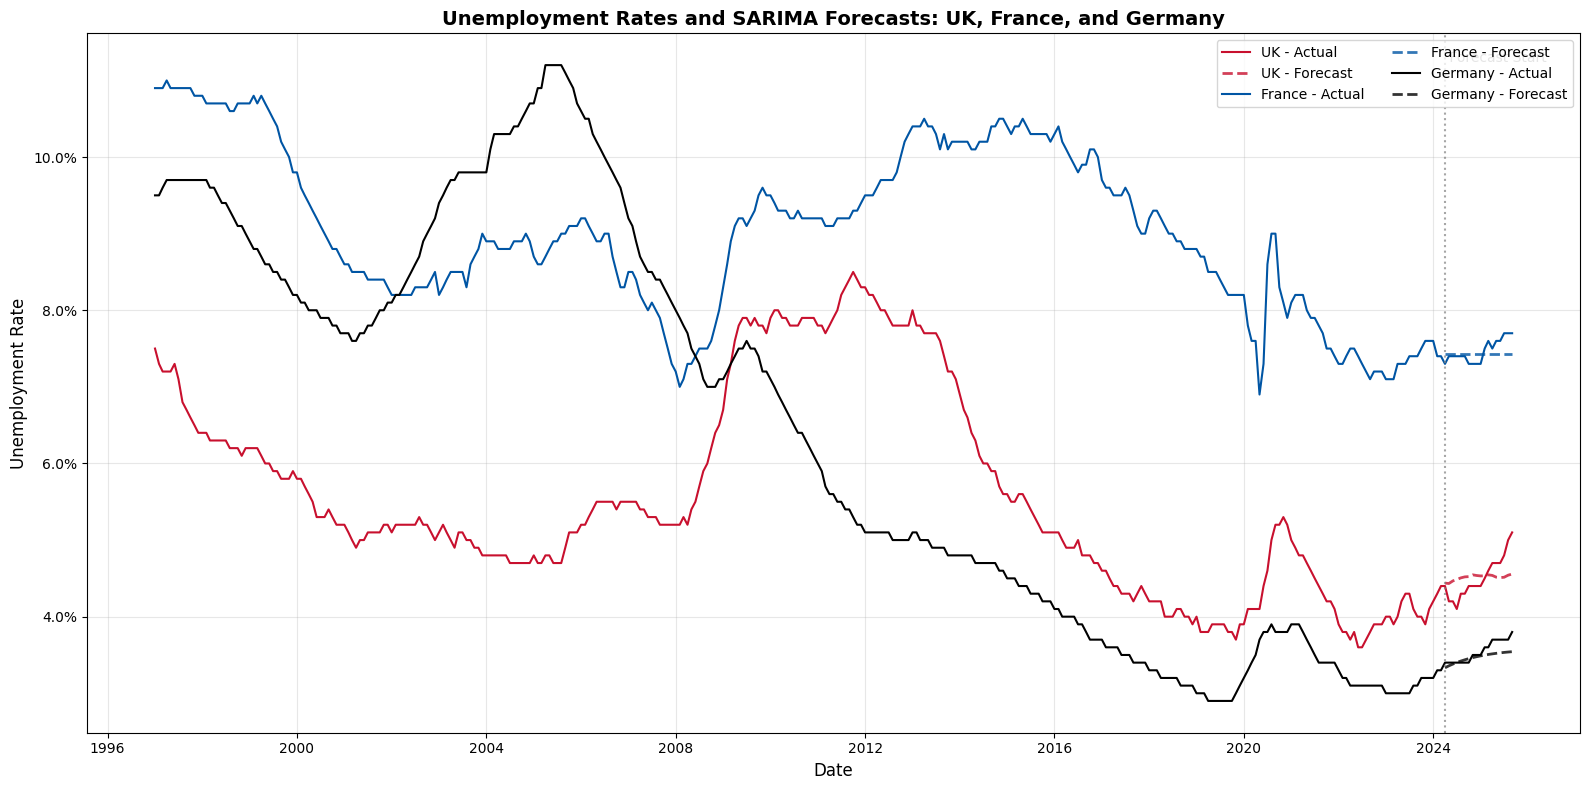 Unemployment Rates and SARIMA Forecasts: UK, France, and Germany
UK - Actual
UK - Forecast
France - Actual
France - Forecast
Germany - Actual
Germany - Forecast
Unemployment Rate
10.0%
8.0%
6.0%
4.0%
1996
2000
2004
2008
2012
2016
2020
2024
Date